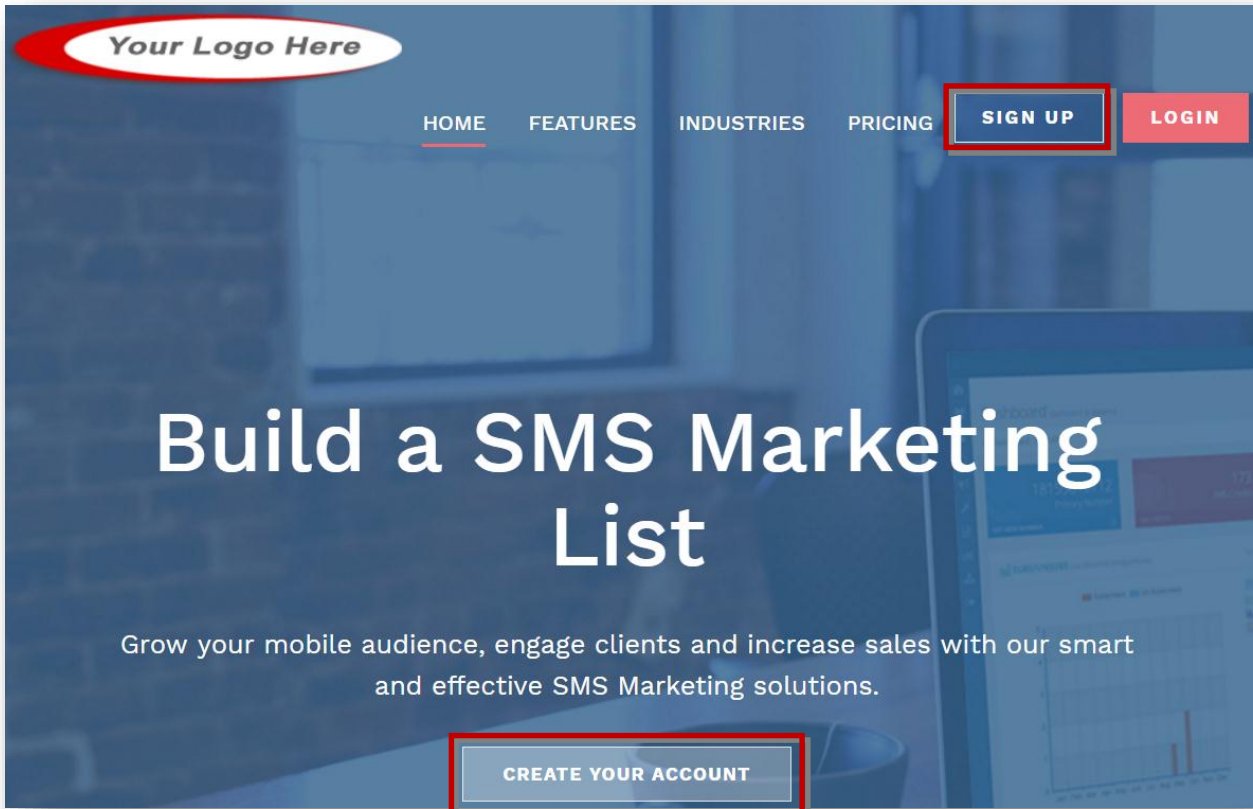 Your Logo Here
HOME FEATURES INDUSTRIES PRICING SIGN UP LOGIN
Build a SMS Marketing
List
Grow your mobile audience, engage clients and increase sales with our smart
and effective SMS Marketing solutions.
CREATE YOUR ACCOUNT